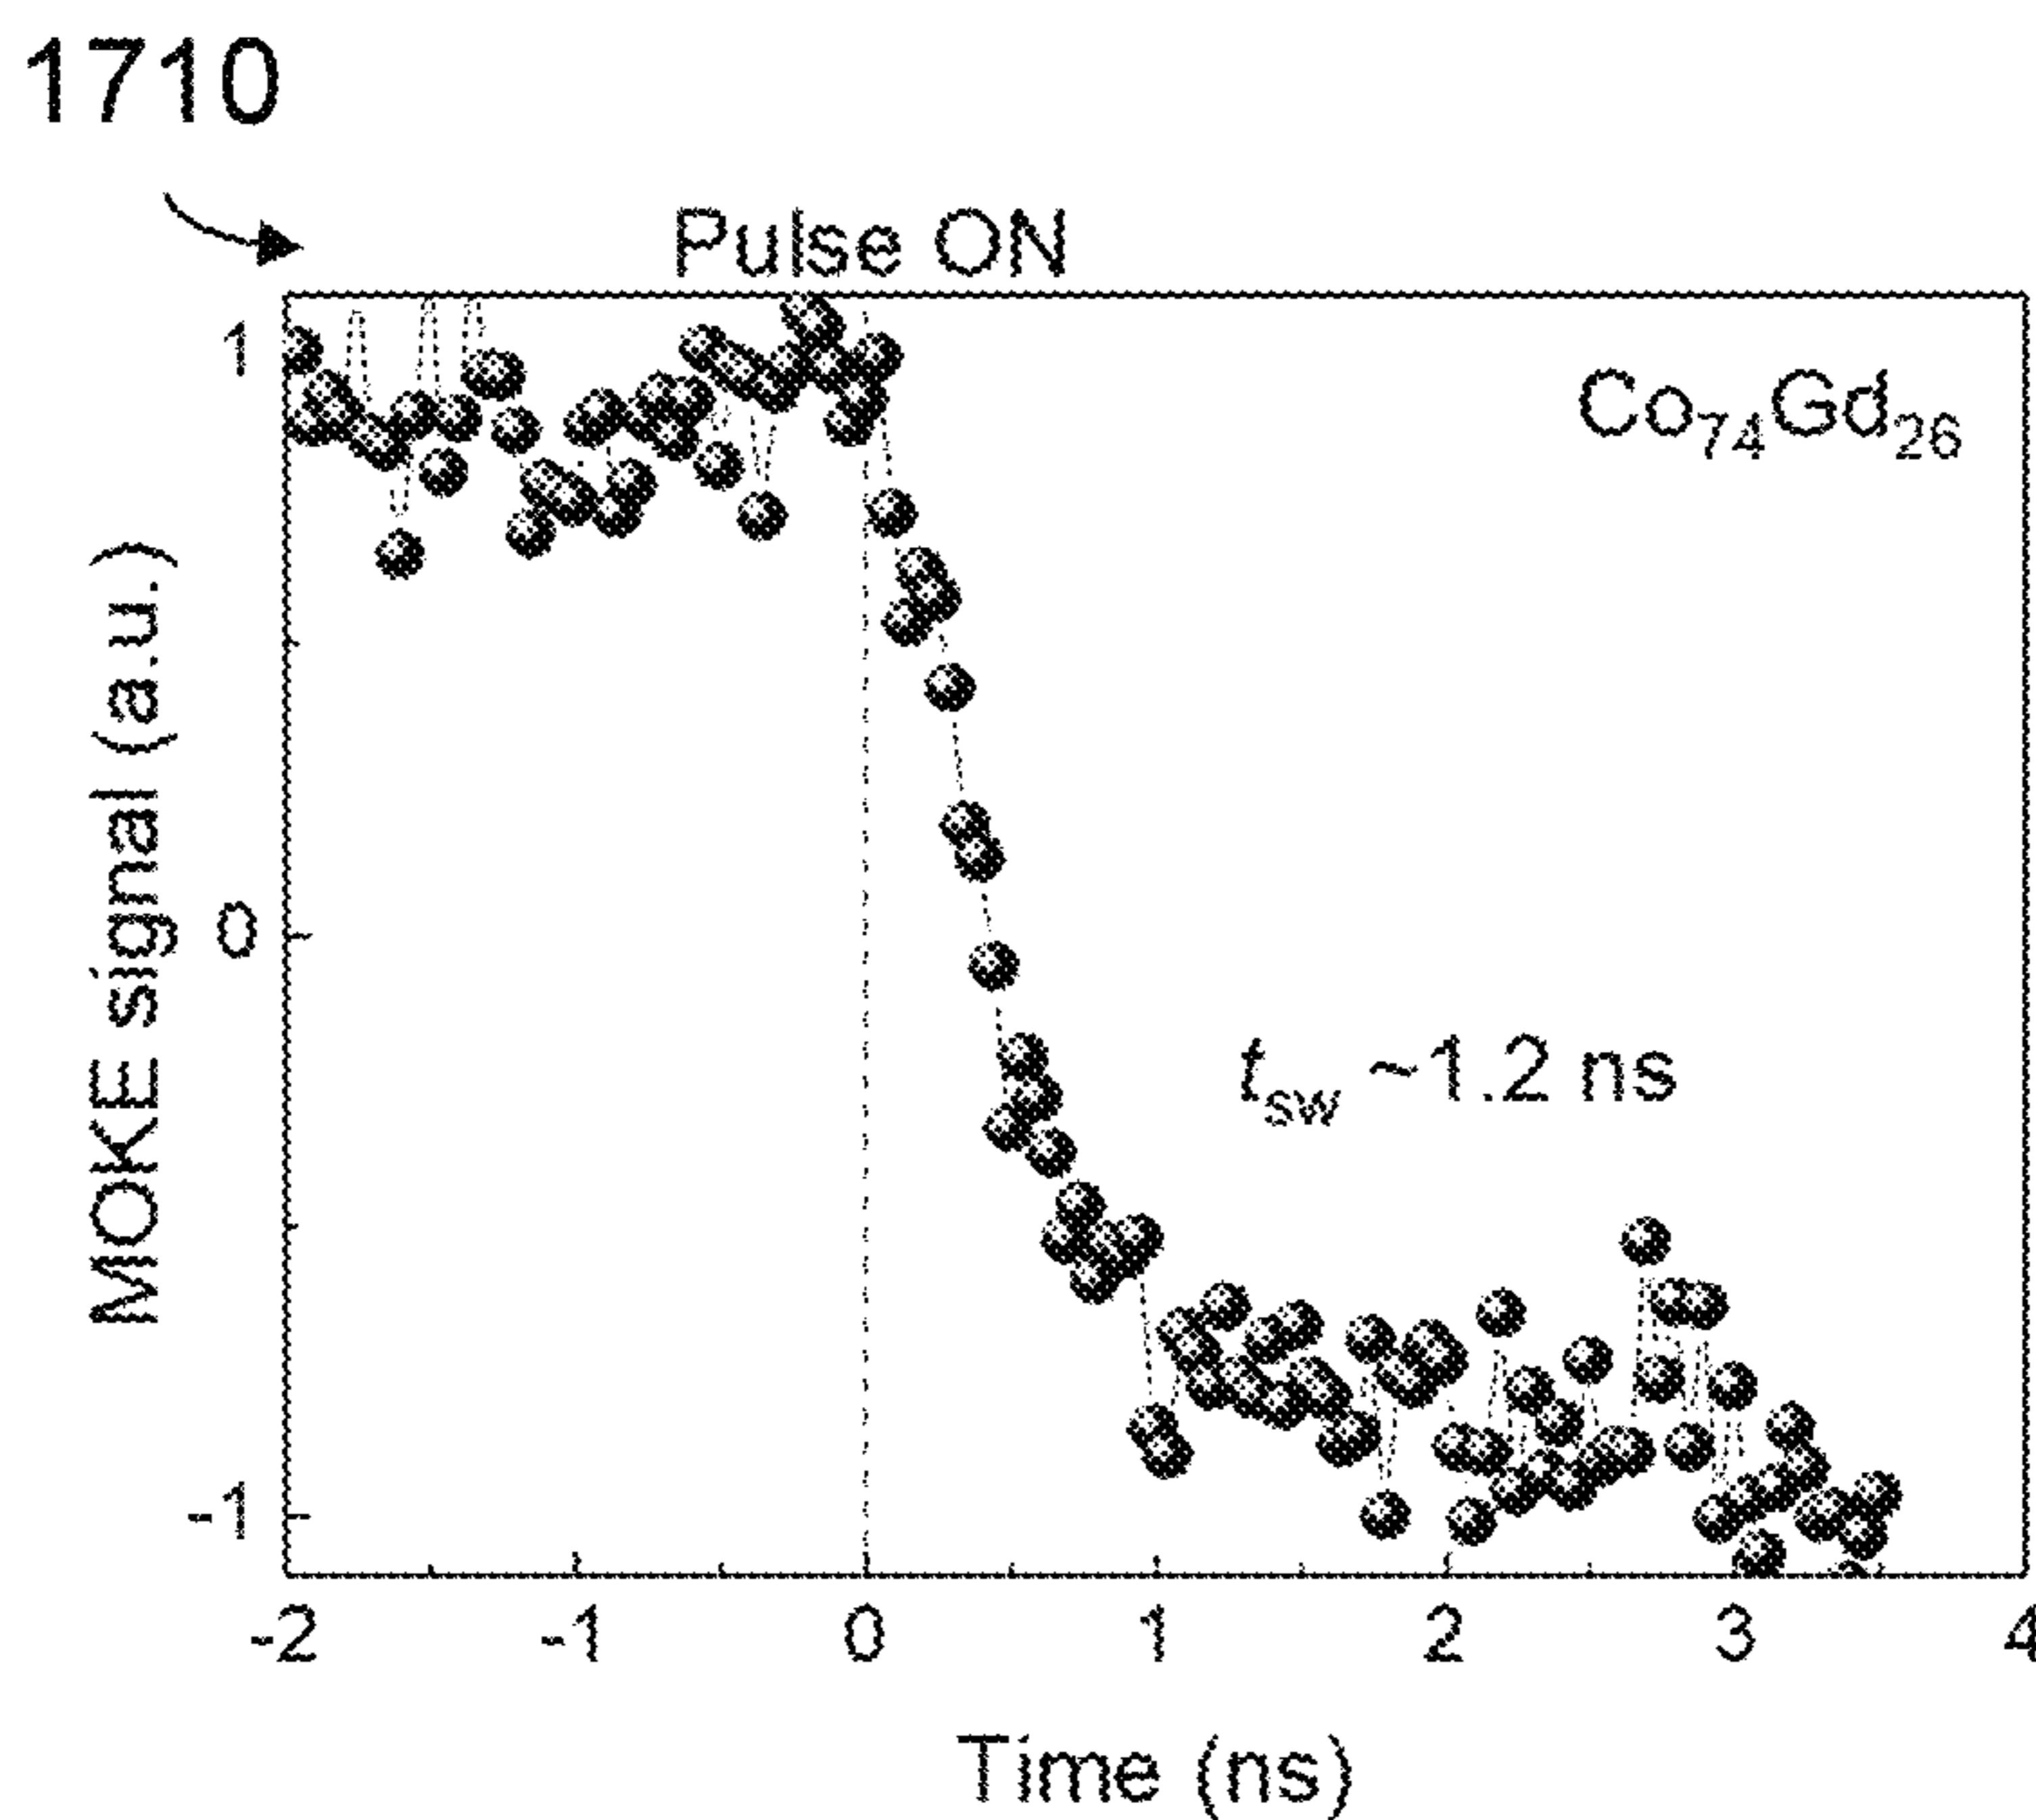 1710
Pulse ON
Co₇₄Gd₂₆
MOKE signal (a.u.)
1
0
-1
t_sw ~1.2 ns
-2 -1 0 1 2 3 4
Time (ns)